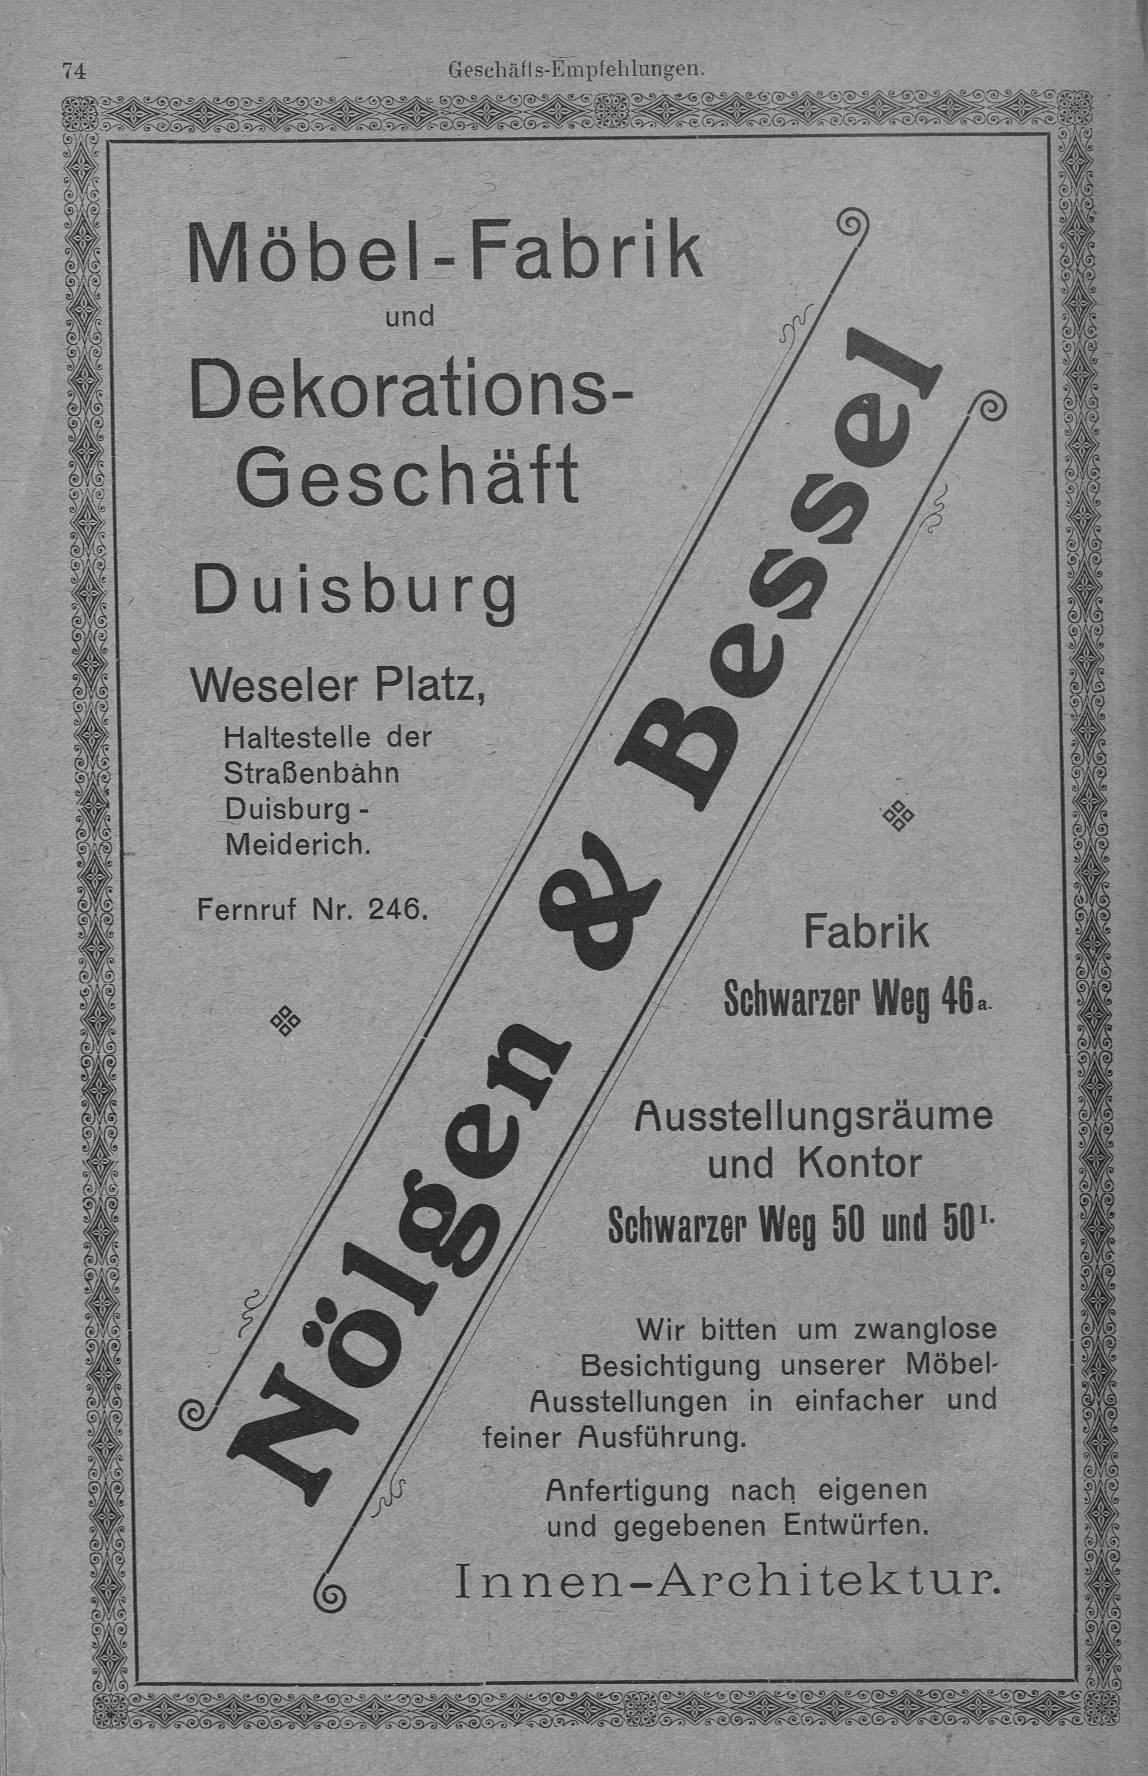 74
Geschäfts-Empfehlungen.
Möbel-Fabrik
und
Dekorations-
Geschäft
Duisburg
Weseler Platz,
Haltestelle der
Straßenbahn
Duisburg -
Meiderich.
Fernruf Nr. 246.
Nölgen & Bessel
Fabrik
Schwarzer Weg 46a.
Ausstellungsräume
und Kontor
Schwarzer Weg 50 und 50 I.
Wir bitten um zwanglose
Besichtigung unserer Möbel-
Ausstellungen in einfacher und
feiner Ausführung.
Anfertigung nach eigenen
und gegebenen Entwürfen.
Innen-Architektur.